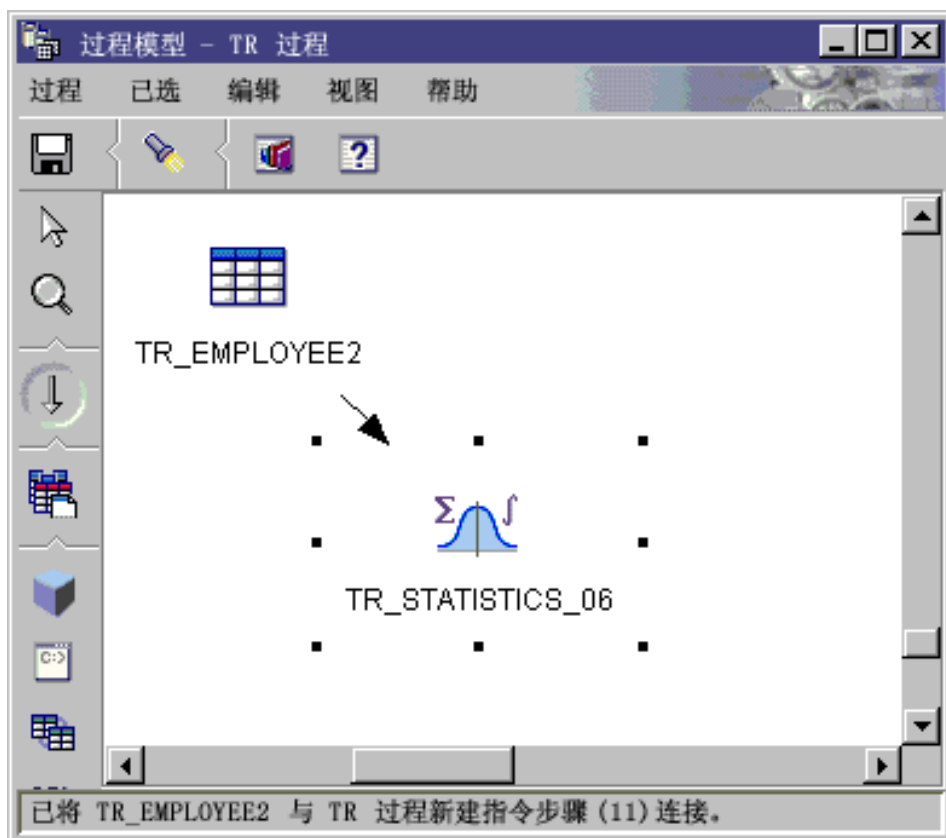 过程模型 - TR 过程
过程 已选 编辑 视图 帮助
TR_EMPLOYEE2
Σ ∫
TR_STATISTICS_06
C:>
已将 TR_EMPLOYEE2 与 TR 过程新建指令步骤 (11) 连接。